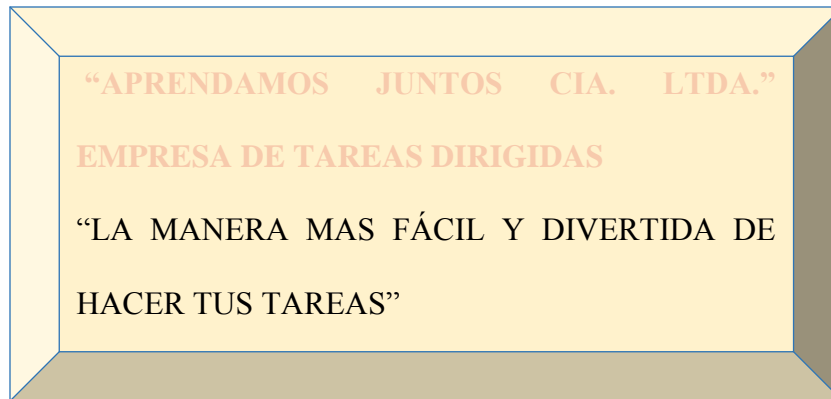 “APRENDAMOS JUNTOS CIA. LTDA.”
EMPRESA DE TAREAS DIRIGIDAS
“LA MANERA MAS FÁCIL Y DIVERTIDA DE
HACER TUS TAREAS”